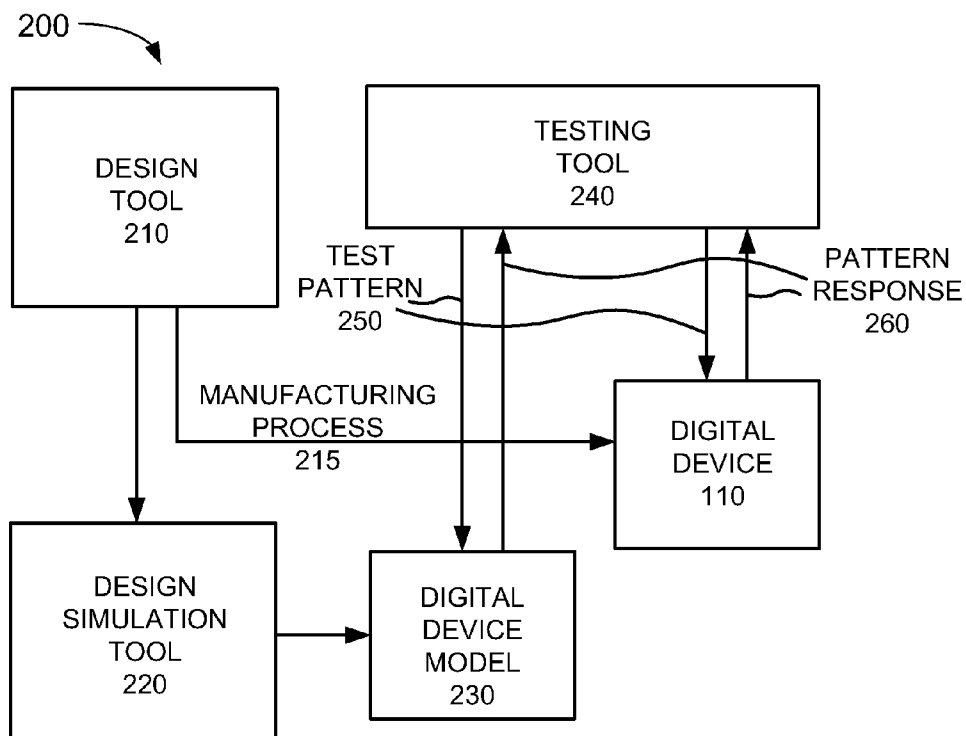 200
DESIGN
TOOL
210
TESTING
TOOL
240
TEST
PATTERN
250
PATTERN
RESPONSE
260
MANUFACTURING
PROCESS
215
DIGITAL
DEVICE
110
DESIGN
SIMULATION
TOOL
220
DIGITAL
DEVICE
MODEL
230